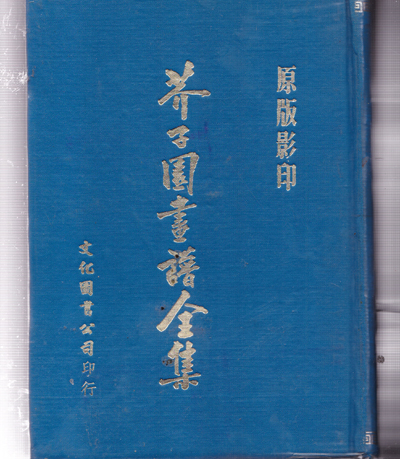 原版影印
芥子園畫譜全集
文化圖書公司印行